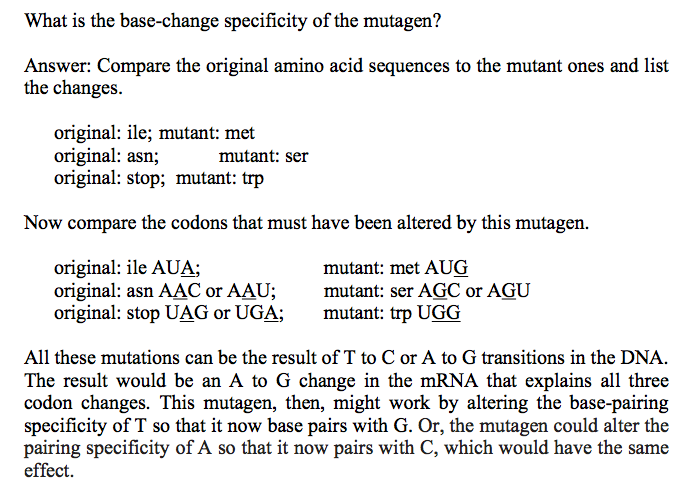 What is the base-change specificity of the mutagen?
Answer: Compare the original amino acid sequences to the mutant ones and list
the changes.
original: ile; mutant: met
original: asn; mutant: ser
original: stop; mutant: trp
Now compare the codons that must have been altered by this mutagen.
original: ile AUA; mutant: met AUG
original: asn AAC or AAU; mutant: ser AGC or AGU
original: stop UAG or UGA; mutant: trp UGG
All these mutations can be the result of T to C or A to G transitions in the DNA.
The result would be an A to G change in the mRNA that explains all three
codon changes. This mutagen, then, might work by altering the base-pairing
specificity of T so that it now base pairs with G. Or, the mutagen could alter the
pairing specificity of A so that it now pairs with C, which would have the same
effect.